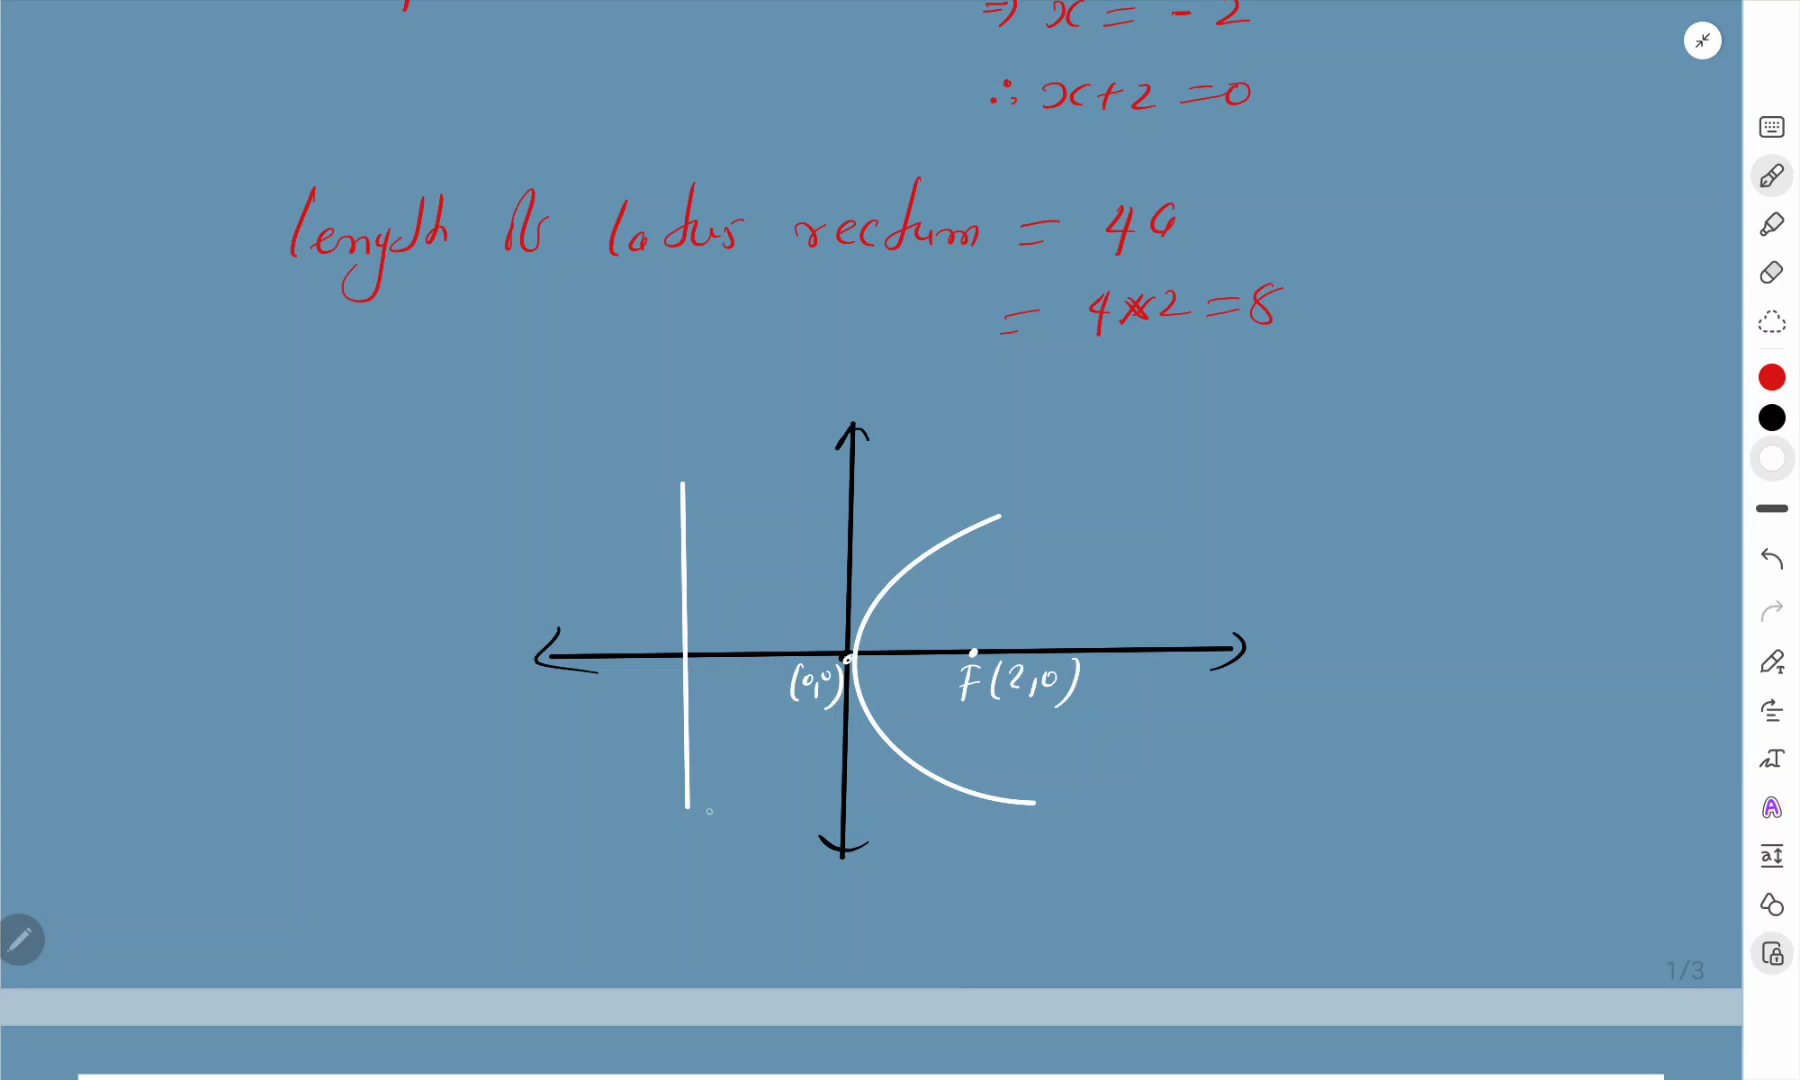 ⇒ x = - 2
∴ x+2 =0
length of latus rectum = 4a
= 4×2=8
(0,0)
F(2,0)
1/3